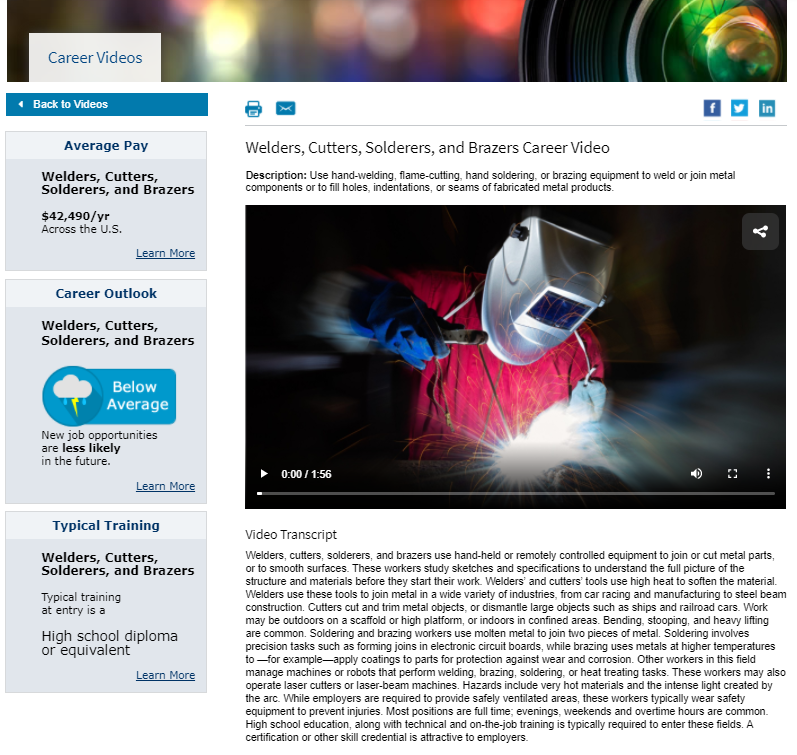 Career Videos
Back to Videos
Average Pay
Welders, Cutters,
Solderers, and Brazers
$42,490/yr
Across the U.S.
Learn More
Career Outlook
Welders, Cutters,
Solderers, and Brazers
Below
Average
New job opportunities
are less likely
in the future.
Learn More
Typical Training
Welders, Cutters,
Solderers, and Brazers
Typical training
at entry is a
High school diploma
or equivalent
Learn More
f
in
Welders, Cutters, Solderers, and Brazers Career Video
Description: Use hand-welding, flame-cutting, hand soldering, or brazing equipment to weld or join metal
components or to fill holes, indentations, or seams of fabricated metal products.
0:00 / 1:56
Video Transcript
Welders, cutters, solderers, and brazers use hand-held or remotely controlled equipment to join or cut metal parts,
or to smooth surfaces. These workers study sketches and specifications to understand the full picture of the
structure and materials before they start their work. Welders' and cutters' tools use high heat to soften the material.
Welders use these tools to join metal in a wide variety of industries, from car racing and manufacturing to steel beam
construction. Cutters cut and trim metal objects, or dismantle large objects such as ships and railroad cars. Work
may be outdoors on a scaffold or high platform, or indoors in confined areas. Bending, stooping, and heavy lifting
are common. Soldering and brazing workers use molten metal to join two pieces of metal. Soldering involves
precision tasks such as forming joins in electronic circuit boards, while brazing uses metals at higher temperatures
to —for example—apply coatings to parts for protection against wear and corrosion. Other workers in this field
manage machines or robots that perform welding, brazing, soldering, or heat treating tasks. These workers may also
operate laser cutters or laser-beam machines. Hazards include very hot materials and the intense light created by
the arc. While employers are required to provide safely ventilated areas, these workers typically wear safety
equipment to prevent injuries. Most positions are full time; evenings, weekends and overtime hours are common.
High school education, along with technical and on-the-job training is typically required to enter these fields. A
certification or other skill credential is attractive to employers.